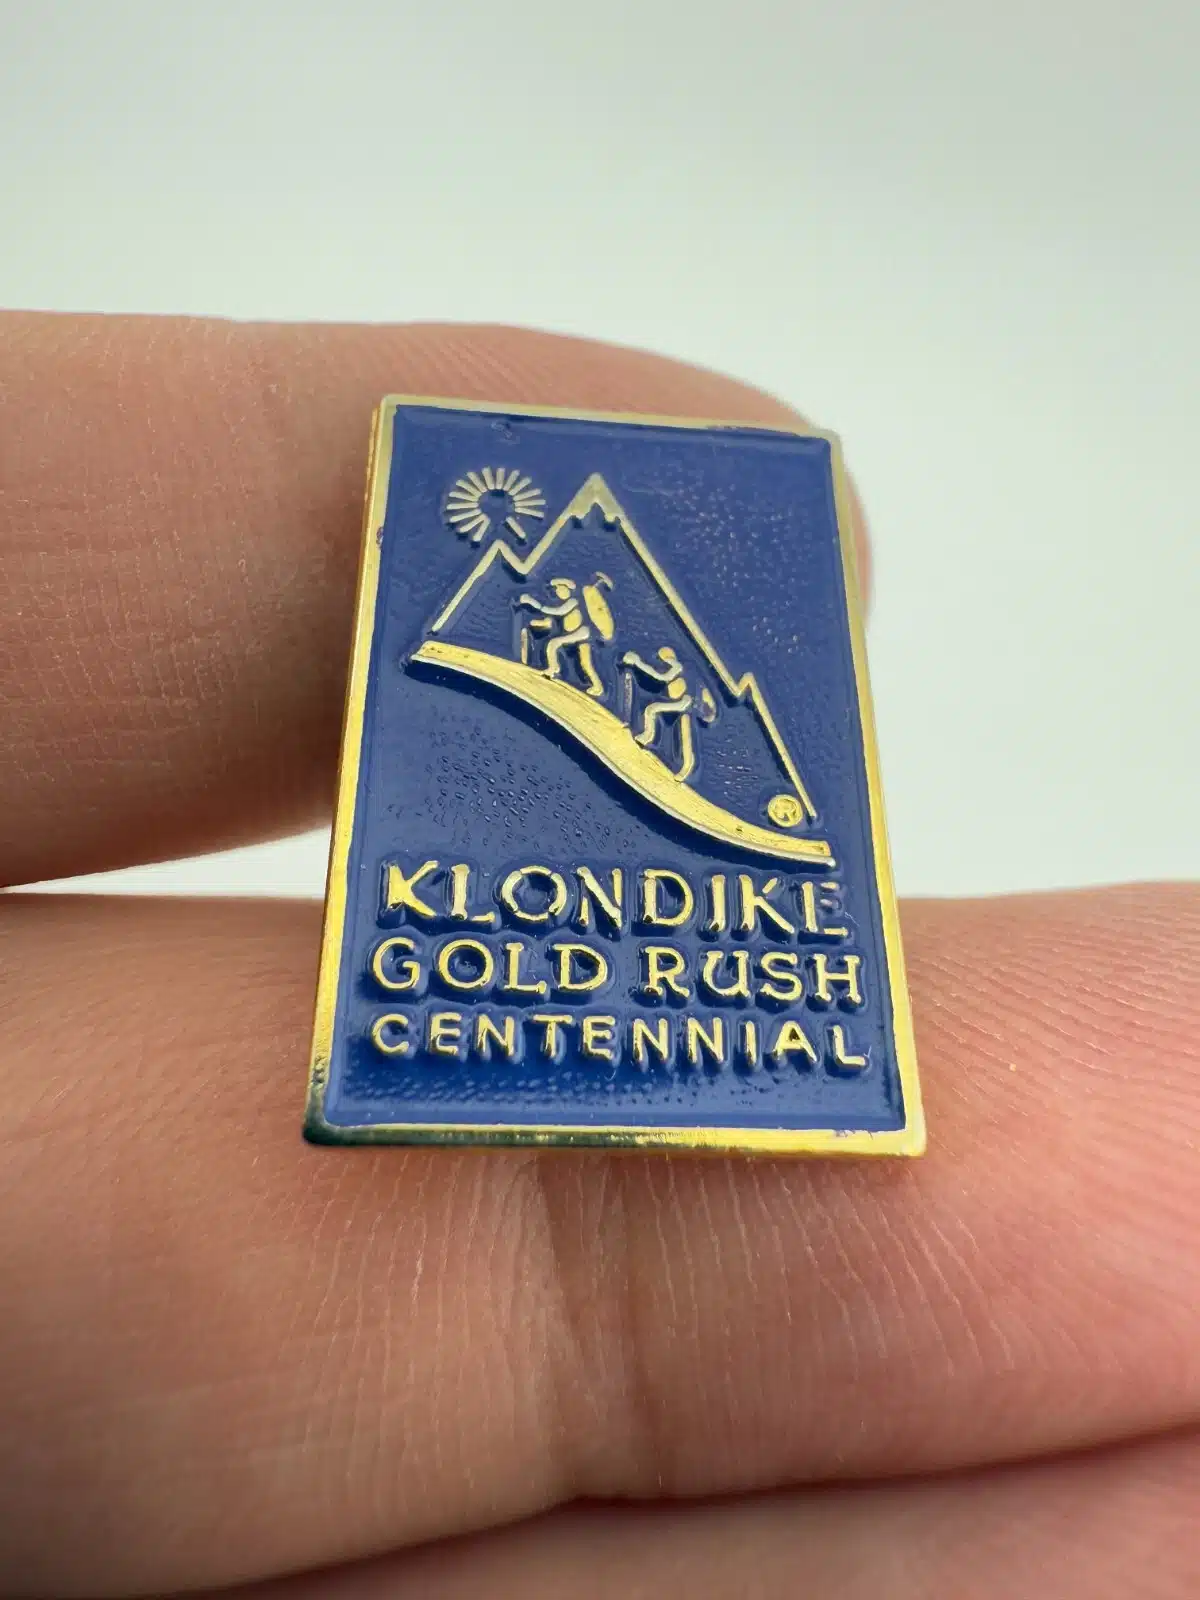 ®
KLONDIKE
GOLD RUSH
CENTENNIAL